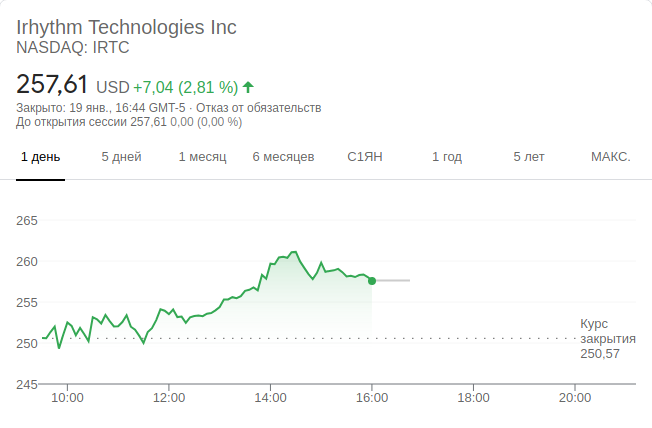 Irhythm Technologies Inc
NASDAQ: IRTC
257,61 USD +7,04 (2,81 %)
Закрыто: 19 янв., 16:44 GMT-5 · Отказ от обязательств
До открытия сессии 257,61 0,00 (0,00 %)
1 день 5 дней 1 месяц 6 месяцев С1ЯН 1 год 5 лет МАКС.
265
260
255
Курс
закрытия
250,57
250
245
10:00 12:00 14:00 16:00 18:00 20:00